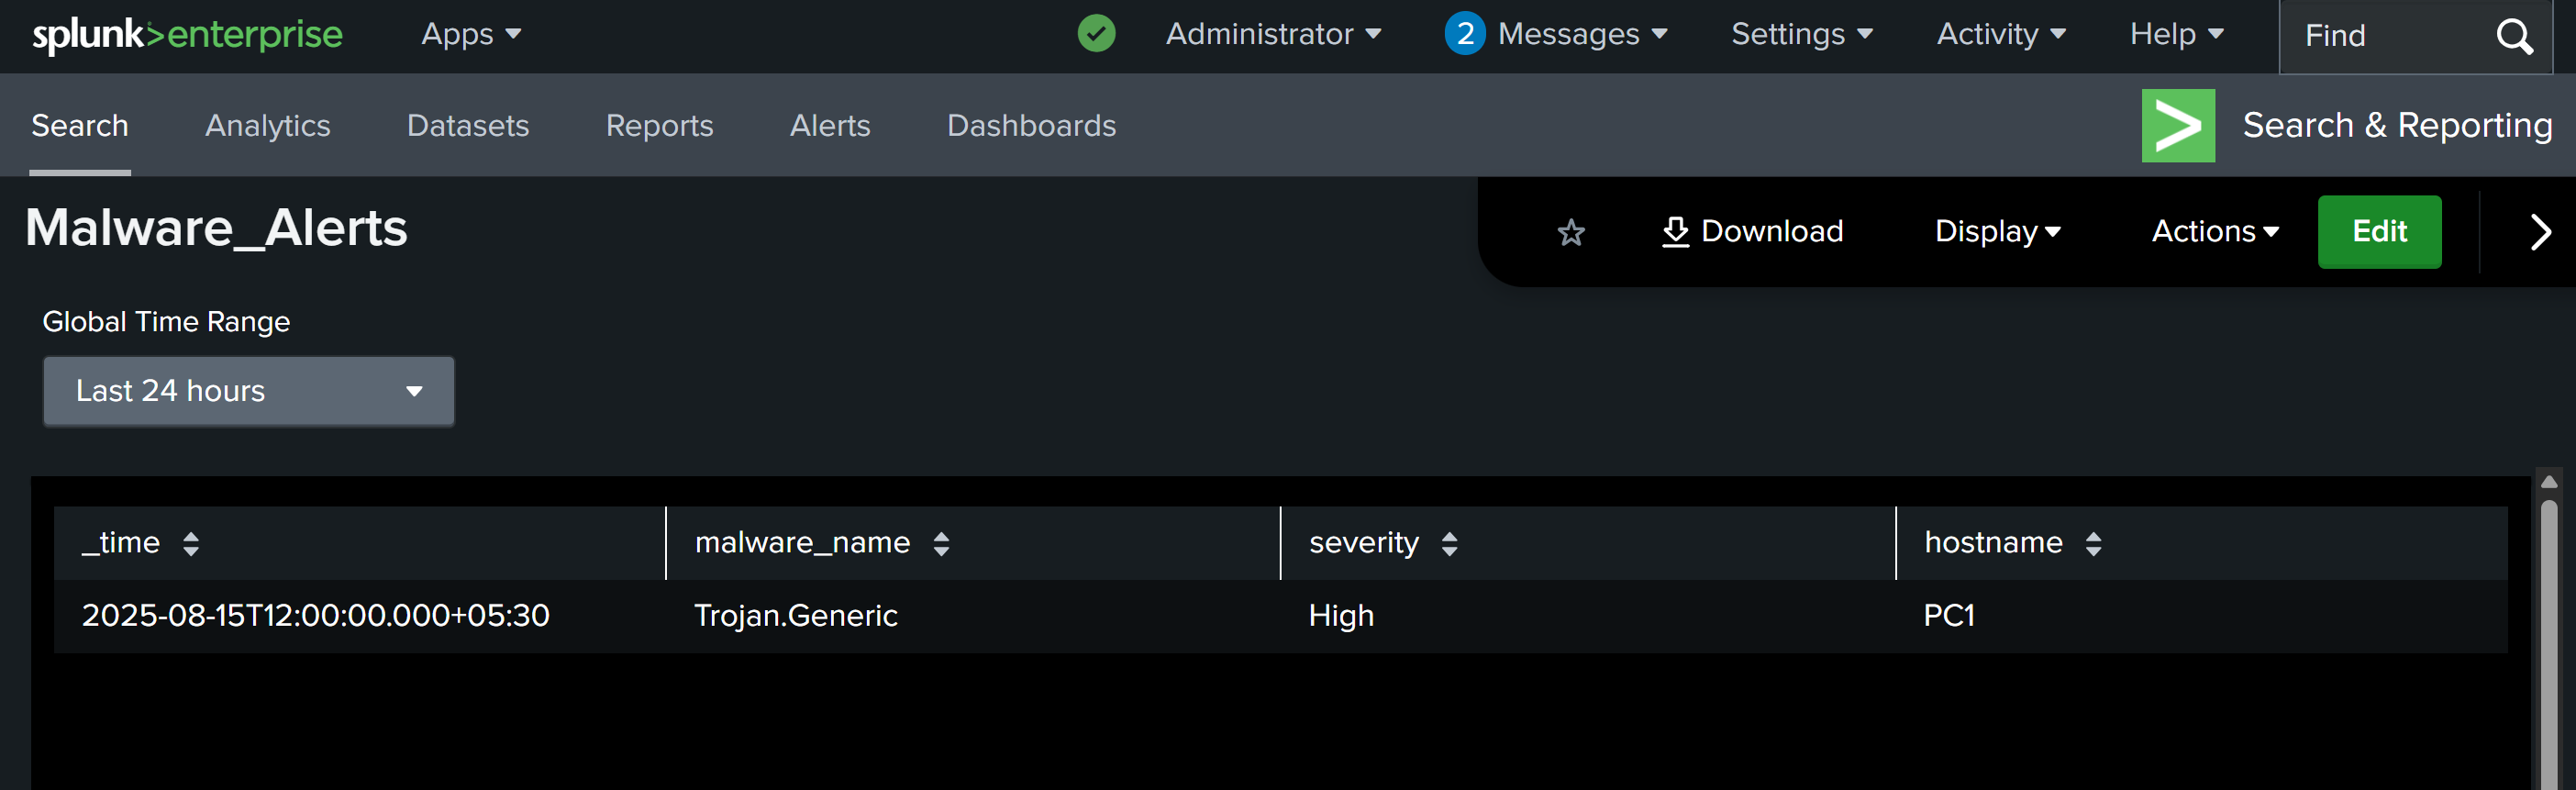 splunk>enterprise Apps Administrator 2 Messages Settings Activity Help Find
Search Analytics Datasets Reports Alerts Dashboards Search & Reporting
Malware_Alerts Download Display Actions Edit
Global Time Range
Last 24 hours
_time malware_name severity hostname
2025-08-15T12:00:00.000+05:30 Trojan.Generic High PC1